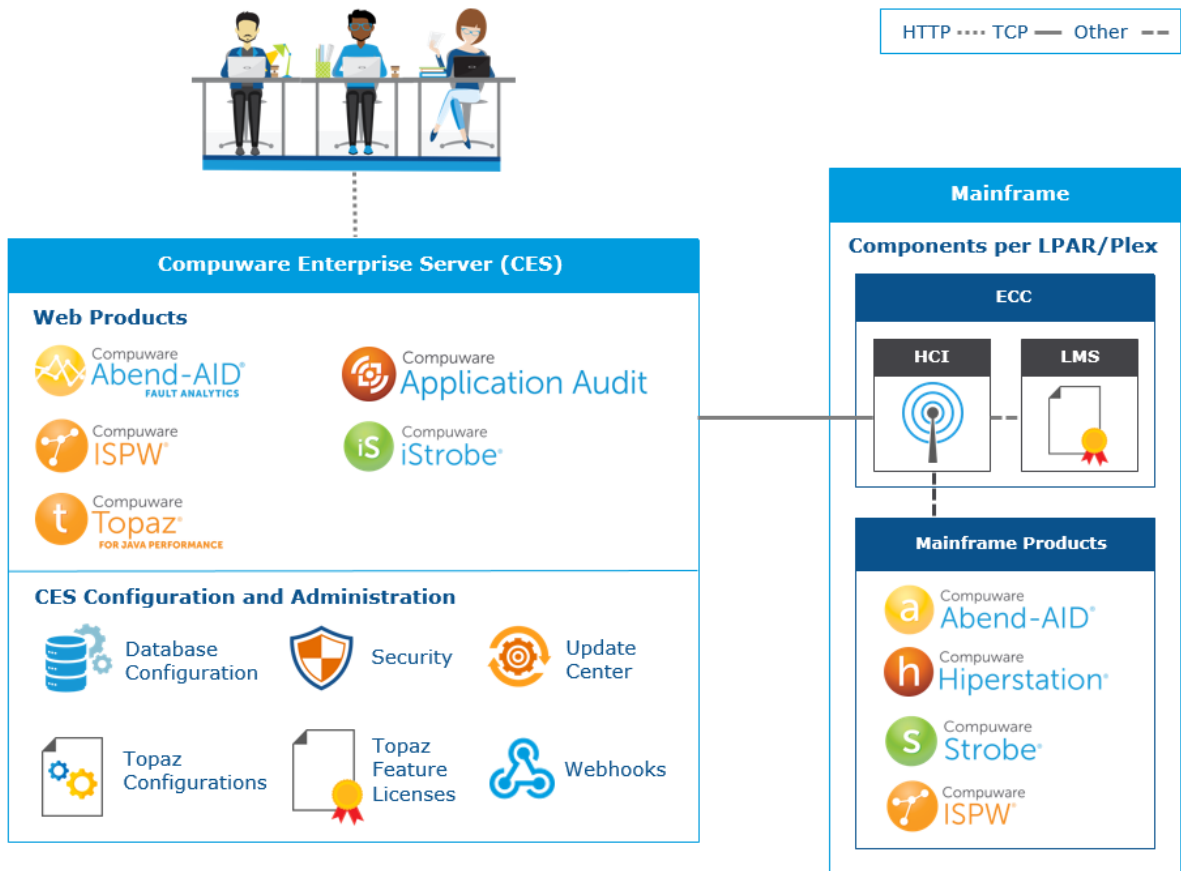 HTTP TCP Other
Mainframe
Components per LPAR/Plex
ECC
HCI
LMS
Mainframe Products
Compuware
Abend-AID®
Compuware
Hiperstation®
Compuware
Strobe®
Compuware
ISPW®
Compuware Enterprise Server (CES)
Web Products
Compuware
Abend-AID®
FAULT ANALYTICS
Compuware
Application Audit
Compuware
ISPW®
Compuware
iS
iStrobe®
Compuware
t
Topaz®
FOR JAVA PERFORMANCE
CES Configuration and Administration
Database
Configuration
Security
Update
Center
Topaz
Configurations
Topaz
Feature
Licenses
Webhooks
a
h
S